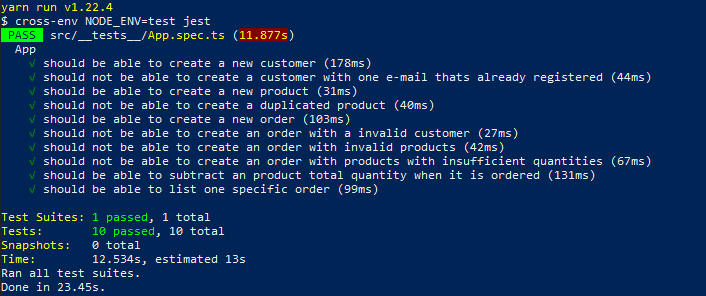 yarn run v1.22.4
$ cross-env NODE_ENV=test jest
PASS src/__tests__/App.spec.ts (11.877s)
App
√ should be able to create a new customer (178ms)
√ should not be able to create a customer with one e-mail thats already registered (44ms)
√ should be able to create a new product (31ms)
√ should not be able to create a duplicated product (40ms)
√ should be able to create a new order (103ms)
√ should not be able to create an order with a invalid customer (27ms)
√ should not be able to create an order with invalid products (42ms)
√ should not be able to create an order with products with insufficient quantities (67ms)
√ should be able to subtract an product total quantity when it is ordered (131ms)
√ should be able to list one specific order (99ms)
Test Suites: 1 passed, 1 total
Tests: 10 passed, 10 total
Snapshots: 0 total
Time: 12.534s, estimated 13s
Ran all test suites.
Done in 23.45s.